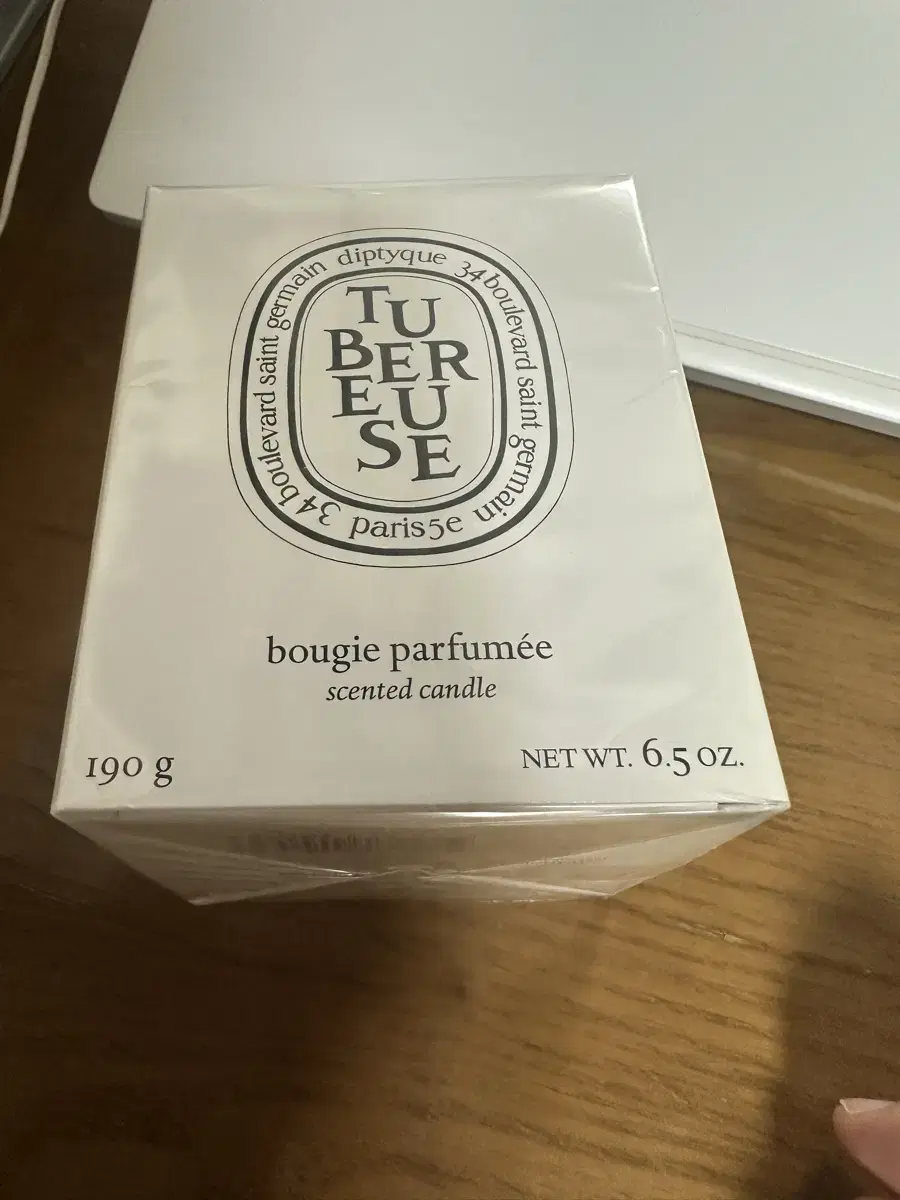 diptyque 34 boulevard saint germain paris5e 34 boulevard saint germain
TU
BER
EU
SE
bougie parfumée
scented candle
190 g
NET WT. 6.5 OZ.